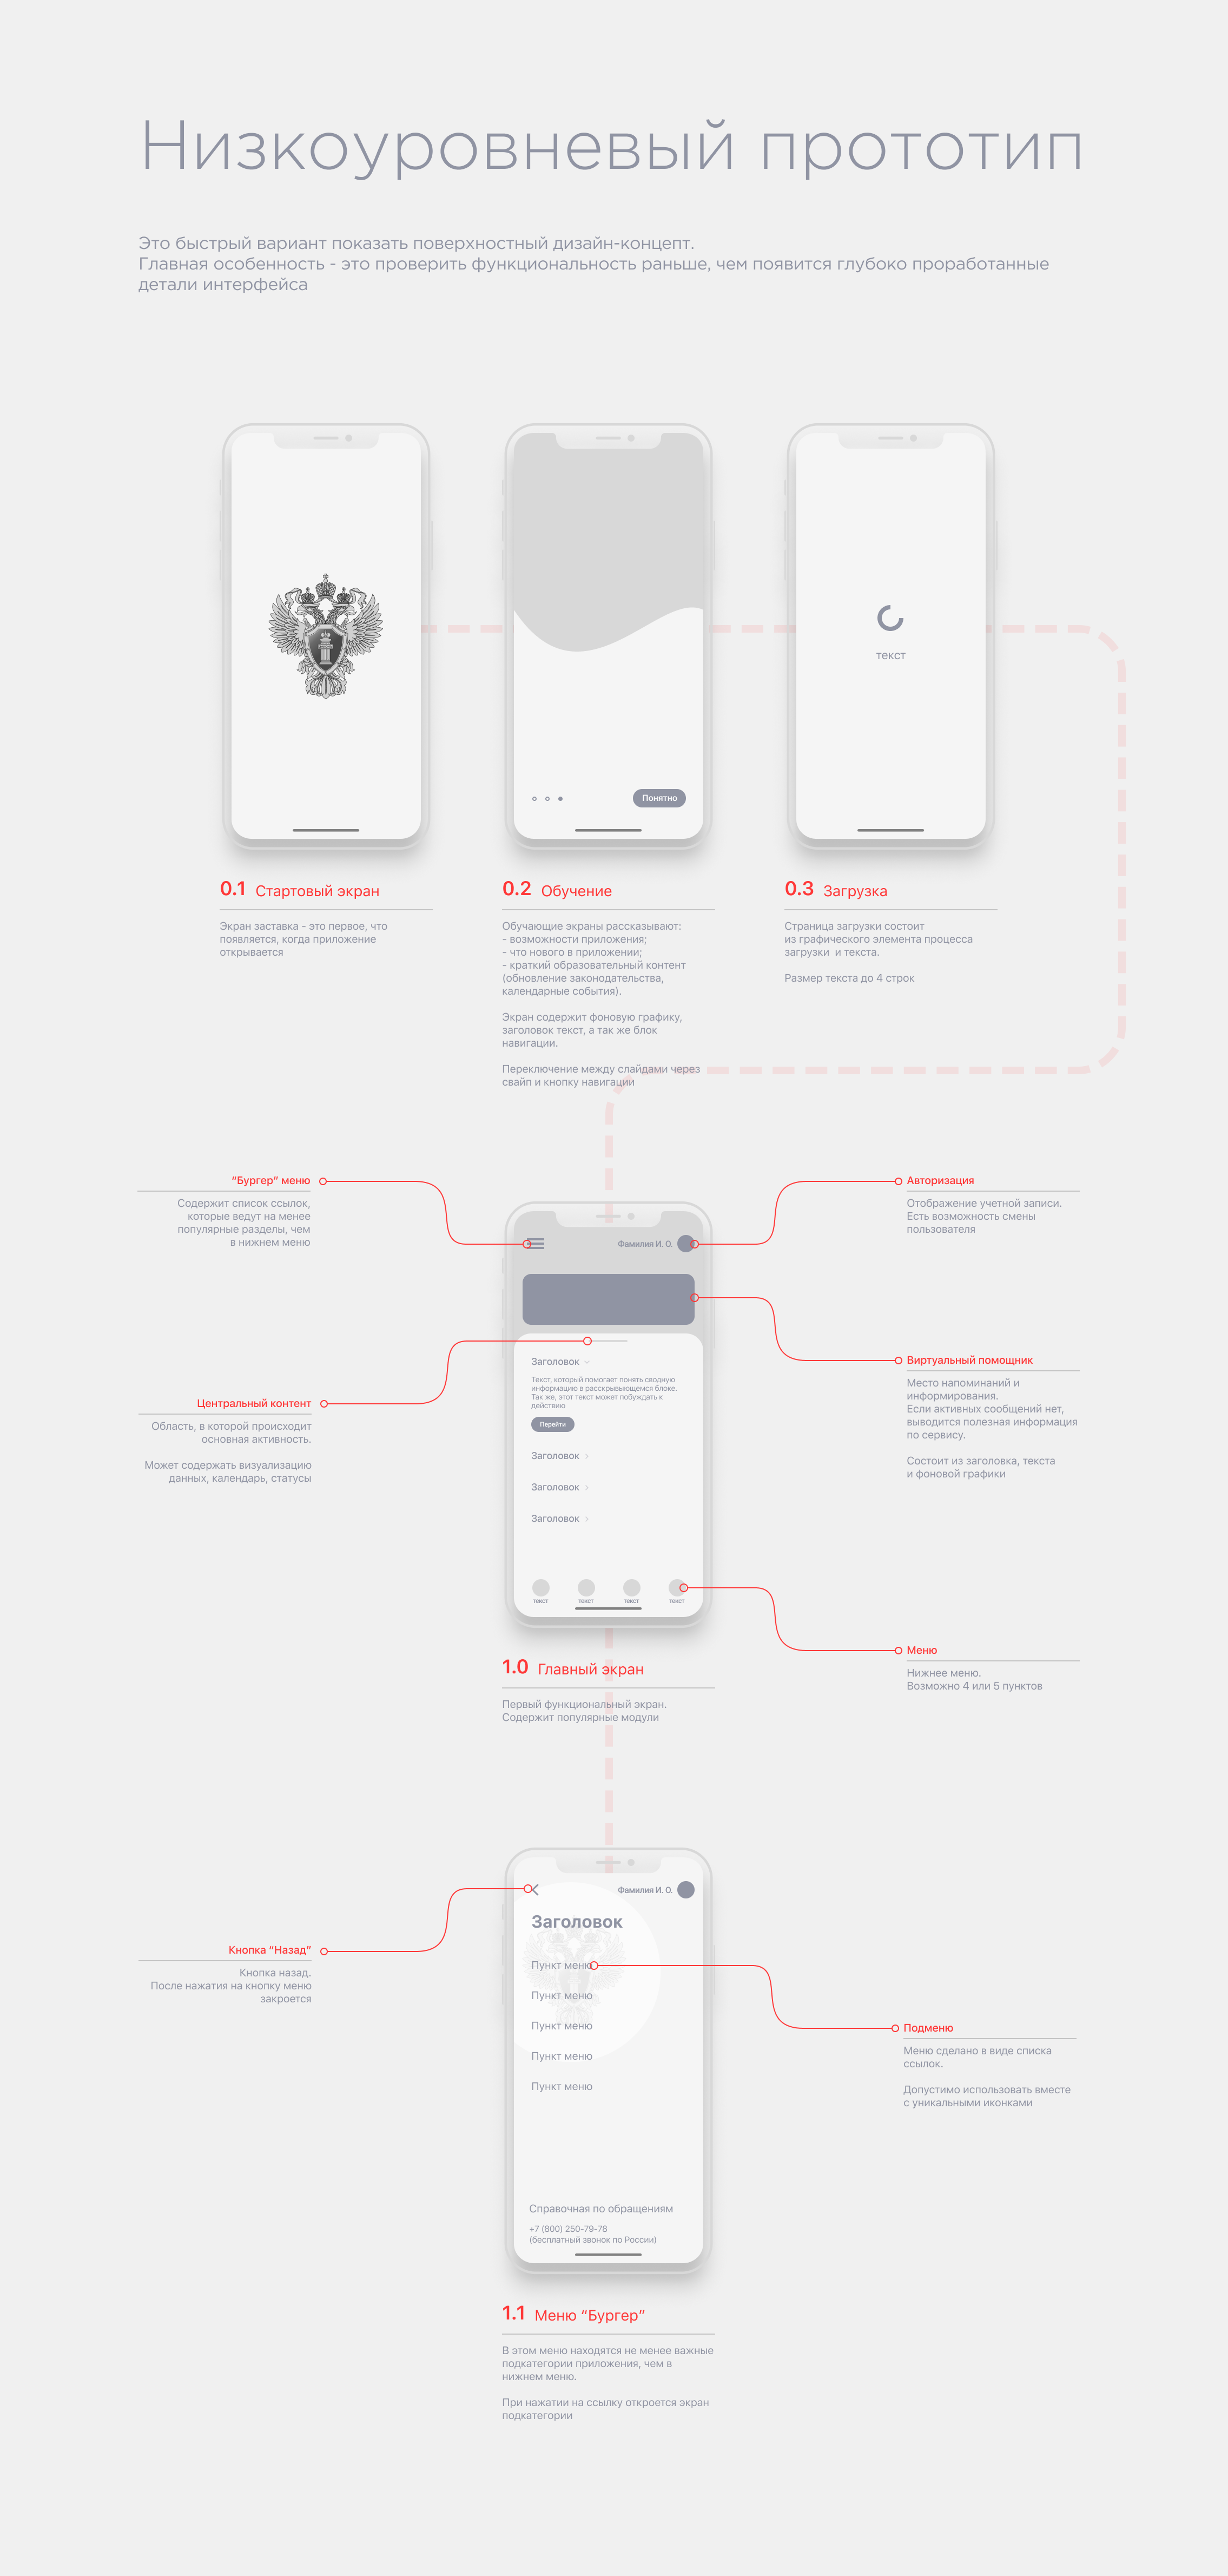 Низкоуровневый прототип
Это быстрый вариант показать поверхностный дизайн-концепт.
Главная особенность - это проверить функциональность раньше, чем появится глубоко проработанные
детали интерфейса
Понятно
текст
0.1 Стартовый экран
Экран заставка - это первое, что
появляется, когда приложение
открывается
0.2 Обучение
Обучающие экраны рассказывают:
- возможности приложения;
- что нового в приложении;
- краткий образовательный контент
(обновление законодательства,
календарные события).
Экран содержит фоновую графику,
заголовок текст, а так же блок
навигации.
Переключение между слайдами через
свайп и кнопку навигации
0.3 Загрузка
Страница загрузки состоит
из графического элемента процесса
загрузки и текста.
Размер текста до 4 строк
“Бургер” меню
Содержит список ссылок,
которые ведут на менее
популярные разделы, чем
в нижнем меню
Центральный контент
Область, в которой происходит
основная активность.
Может содержать визуализацию
данных, календарь, статусы
Фамилия И. О.
Заголовок
Текст, который помогает понять сводную
информацию в расскрывьющемся блоке.
Так же, этот текст может побуждать к
действию
Перейти
Заголовок
Заголовок
Заголовок
текст
текст
текст
текст
Авторизация
Отображение учетной записи.
Есть возможность смены
пользователя
Виртуальный помощник
Место напоминаний и
информирования.
Если активных сообщений нет,
выводится полезная информация
по сервису.
Состоит из заголовка, текста
и фоновой графики
Меню
Нижнее меню.
Возможно 4 или 5 пунктов
1.0 Главный экран
Первый функциональный экран.
Содержит популярные модули
Кнопка “Назад”
Кнопка назад.
После нажатия на кнопку меню
закроется
Фамилия И. О.
Заголовок
Пункт меню
Пункт меню
Пункт меню
Пункт меню
Пункт меню
Справочная по обращениям
+7 (800) 250-79-78
(бесплатный звонок по России)
Подменю
Меню сделано в виде списка
ссылок.
Допустимо использовать вместе
с уникальными иконками
1.1 Меню “Бургер”
В этом меню находятся не менее важные
подкатегории приложения, чем в
нижнем меню.
При нажатии на ссылку откроется экран
подкатегории